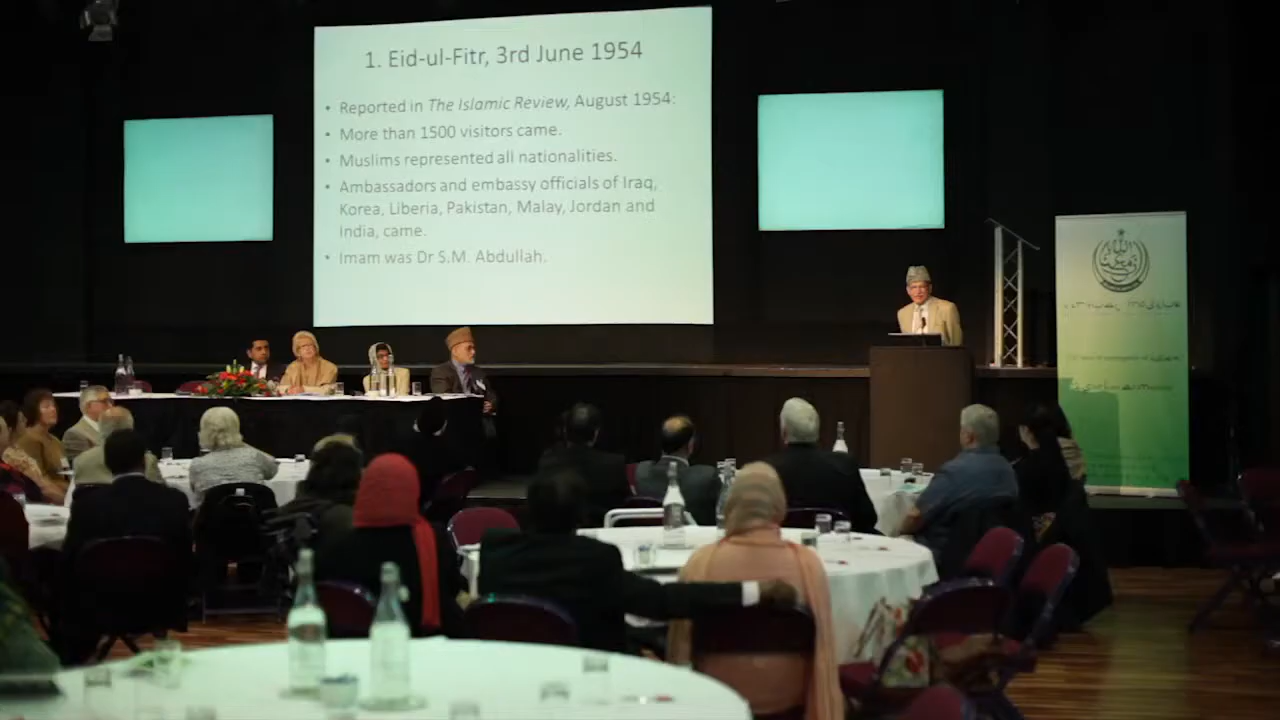 1. Eid-ul-Fitr, 3rd June 1954
• Reported in The Islamic Review, August 1954:
• More than 1500 visitors came.
• Muslims represented all nationalities.
• Ambassadors and embassy officials of Iraq,
Korea, Liberia, Pakistan, Malay, Jordan and
India, came.
• Imam was Dr S.M. Abdullah.